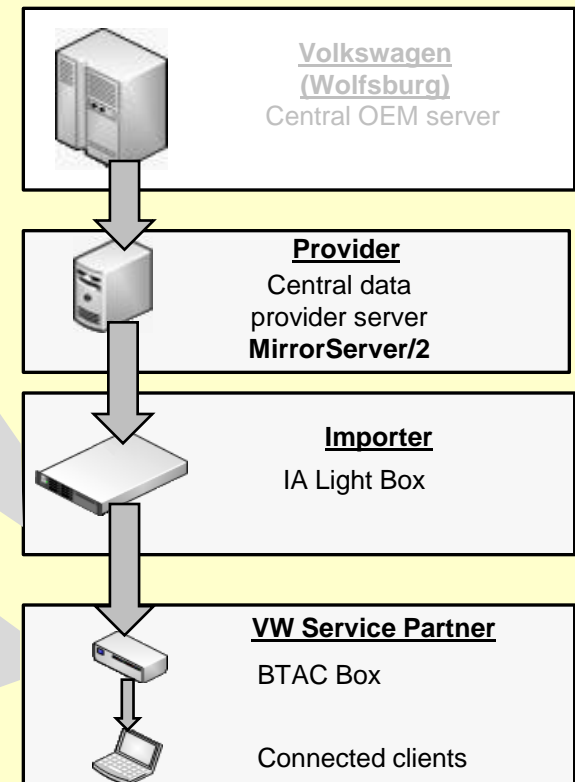 Volkswagen
(Wolfsburg)
Central OEM server
Provider
Central data
provider server
MirrorServer/2
Importer
IA Light Box
VW Service Partner
BTAC Box
Connected clients